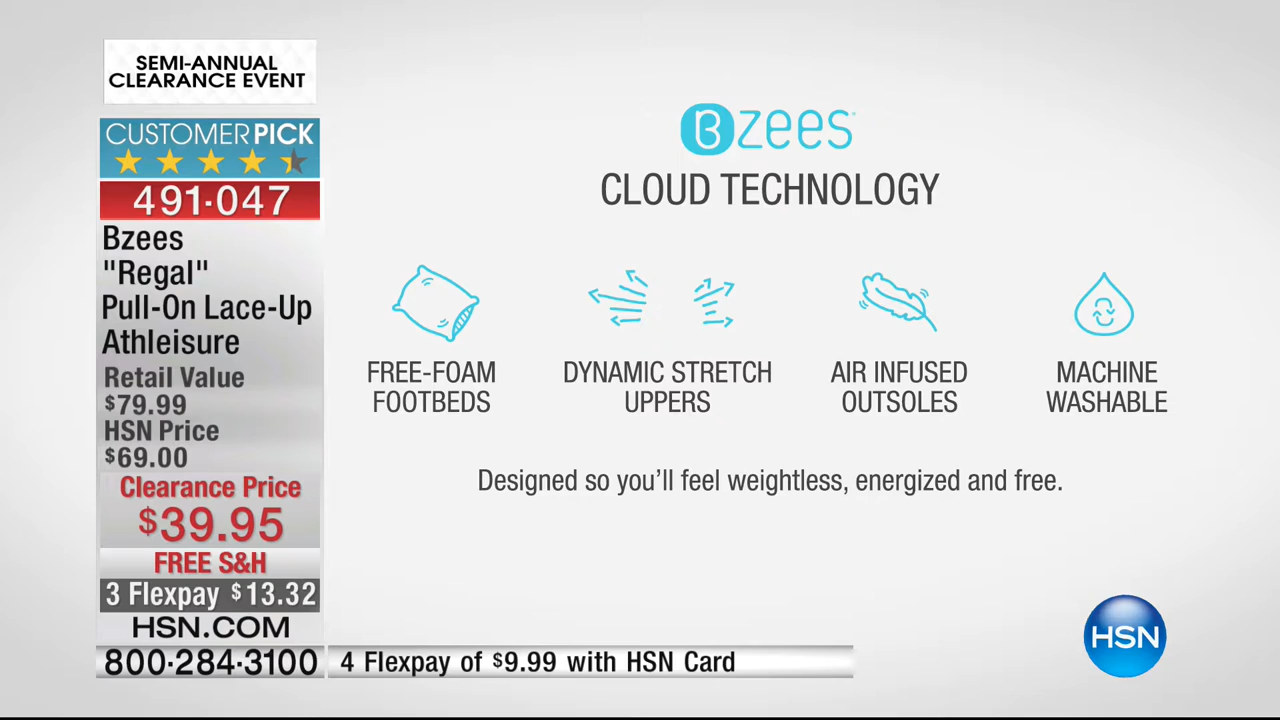 SEMI-ANNUAL
CLEARANCE EVENT
CUSTOMER PICK
491·047
Bzees
"Regal"
Pull-On Lace-Up
Athleisure
Retail Value
$79.99
HSN Price
$69.00
Clearance Price
$39.95
FREE S&H
3 Flexpay $13.32
HSN.COM
800·284·3100
4 Flexpay of $9.99 with HSN Card
Bzees
CLOUD TECHNOLOGY
FREE-FOAM
FOOTBEDS
DYNAMIC STRETCH
UPPERS
AIR INFUSED
OUTSOLES
MACHINE
WASHABLE
Designed so you'll feel weightless, energized and free.
HSN